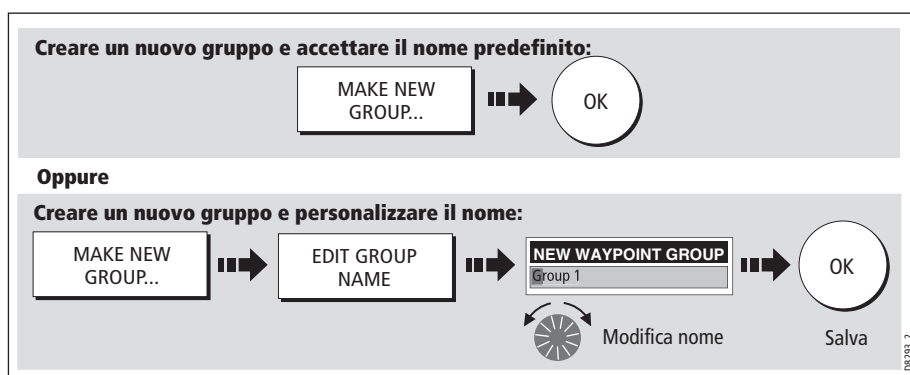 Creare un nuovo gruppo e accettare il nome predefinito:
MAKE NEW
GROUP...
OK
Oppure
Creare un nuovo gruppo e personalizzare il nome:
MAKE NEW
GROUP...
EDIT GROUP
NAME
NEW WAYPOINT GROUP
Group 1
OK
Modifica nome
Salva
D8293_2